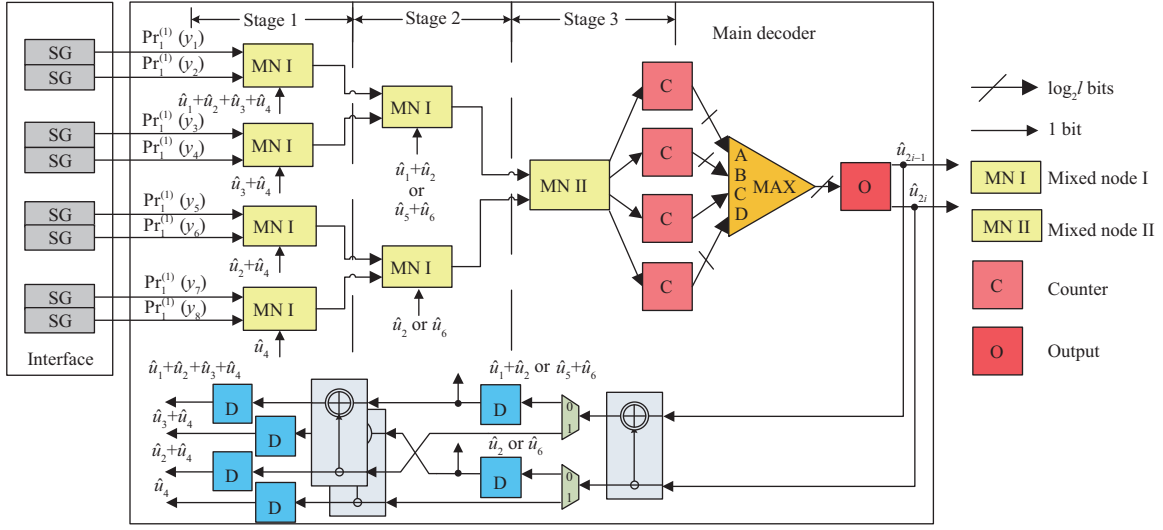 Stage 1
Stage 2
Stage 3
Main decoder
SG
SG
SG
SG
SG
SG
SG
SG
Interface
Pr₁⁽¹⁾ (y₁)
Pr₁⁽¹⁾ (y₂)
Pr₁⁽¹⁾ (y₃)
Pr₁⁽¹⁾ (y₄)
Pr₁⁽¹⁾ (y₅)
Pr₁⁽¹⁾ (y₆)
Pr₁⁽¹⁾ (y₇)
Pr₁⁽¹⁾ (y₈)
MN I
û₁+û₂+û₃+û₄
MN I
û₃+û₄
MN I
û₂+û₄
MN I
û₄
MN I
û₁+û₂
or
û₅+û₆
MN I
û₂ or û₆
MN II
C
C
C
C
A
B
C
D
MAX
O
û₂ᵢ₋₁
û₂ᵢ
log₂l bits
1 bit
MN I Mixed node I
MN II Mixed node II
C Counter
O Output
û₁+û₂+û₃+û₄
û₃+û₄
û₂+û₄
û₄
D
D
D
D
û₁+û₂ or û₅+û₆
D
0
1
û₂ or û₆
D
0
1